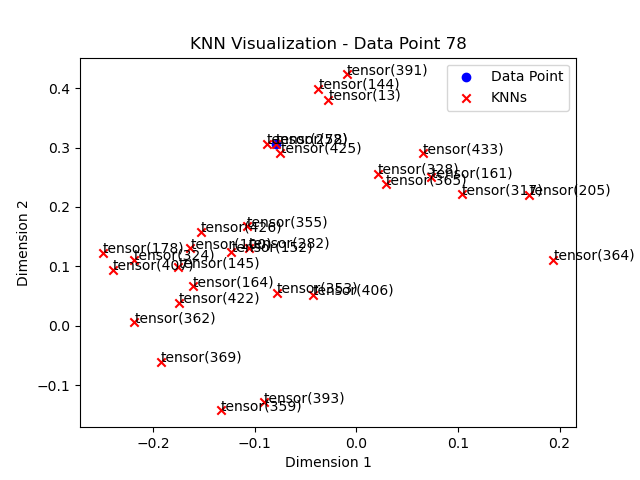 KNN Visualization - Data Point 78
Data Point
KNNs
tensor(391)
tensor(144)
tensor(13)
tensor(425)
tensor(433)
tensor(328)
tensor(365)
tensor(161)
tensor(317)
tensor(205)
tensor(355)
tensor(426)
tensor(282)
tensor(152)
tensor(178)
tensor(324)
tensor(407)
tensor(145)
tensor(364)
tensor(164)
tensor(422)
tensor(353)
tensor(406)
tensor(362)
tensor(369)
tensor(393)
tensor(359)
0.4
0.3
0.2
0.1
0.0
−0.1
Dimension 2
−0.2
−0.1
0.0
0.1
0.2
Dimension 1